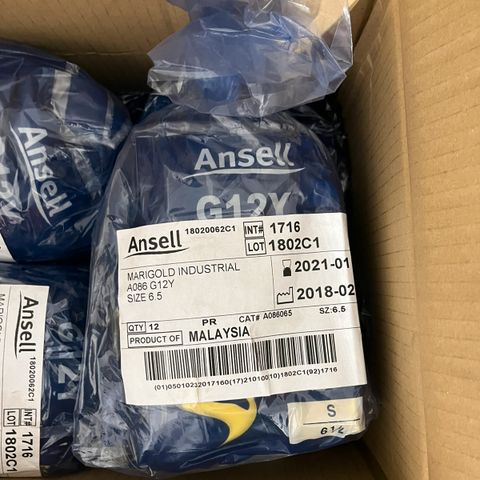 Ansell
G12Y
Ansell 18020062C1 INT# 1716
LOT 1802C1
MARIGOLD INDUSTRIAL
A086 G12Y
SIZE 6.5
2021-01
2018-02
QTY 12 PR CAT# A086065 SZ:6.5
PRODUCT OF MALAYSIA
(01)05010232017160(17)210100(10)1802C1(92)1716
S
6½
Ansell
G12Y
Ansell
18020062C1
INT# 1716
LOT 1802C1